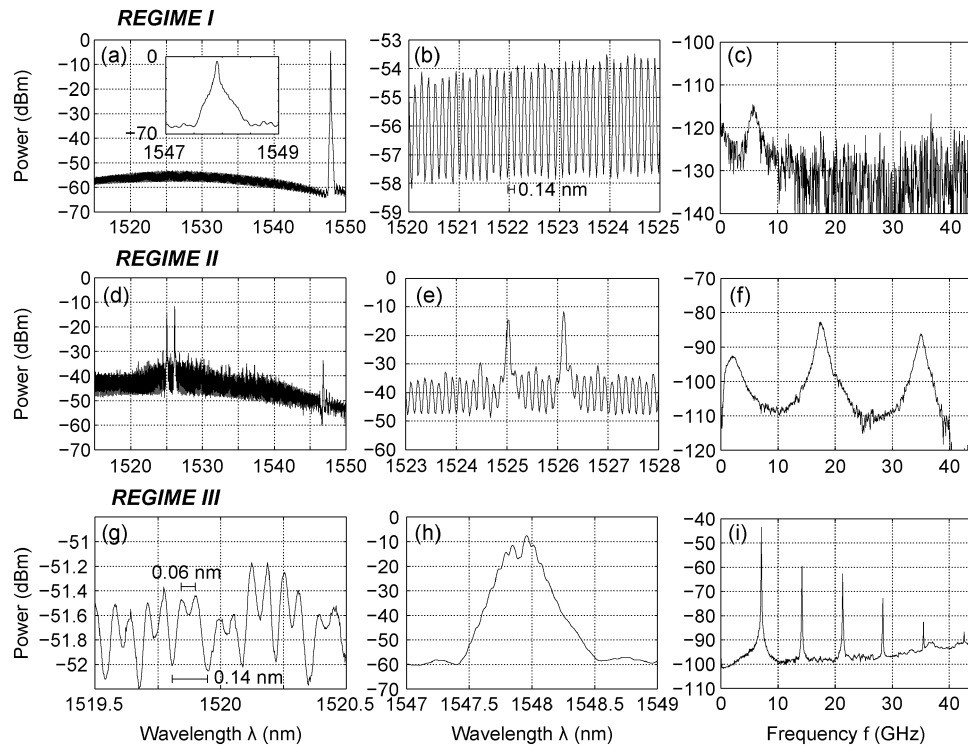 REGIME I
(a)
0
−10
−20
−30
−40
−50
−60
−70
Power (dBm)
1520 1530 1540 1550
0
−70
1547 1549
(b)
−53
−54
−55
−56
−57
−58
−59
0.14 nm
1520 1521 1522 1523 1524 1525
(c)
−100
−110
−120
−130
−140
0 10 20 30 40
REGIME II
(d)
0
−10
−20
−30
−40
−50
−60
−70
Power (dBm)
1520 1530 1540 1550
(e)
0
−10
−20
−30
−40
−50
−60
1523 1524 1525 1526 1527 1528
(f)
−70
−80
−90
−100
−110
−120
0 10 20 30 40
REGIME III
(g)
−51
−51.2
−51.4
−51.6
−51.8
−52
Power (dBm)
0.06 nm
0.14 nm
1519.5 1520 1520.5
Wavelength λ (nm)
(h)
0
−10
−20
−30
−40
−50
−60
−70
1547 1547.5 1548 1548.5 1549
Wavelength λ (nm)
(i)
−40
−50
−60
−70
−80
−90
−100
−110
0 10 20 30 40
Frequency f (GHz)